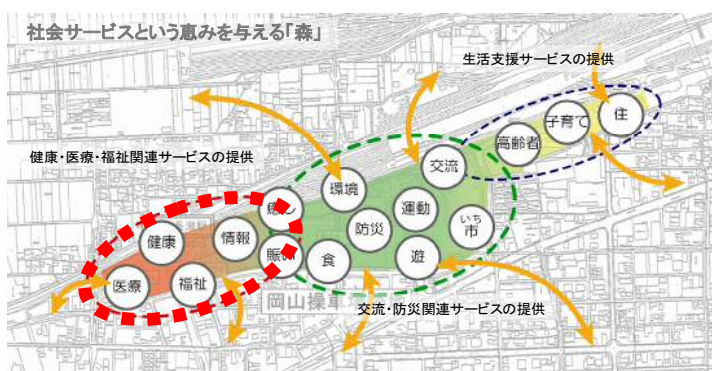 社会サービスという恵みを与える「森」
生活支援サービスの提供
住
子育て
高齢者
健康・医療・福祉関連サービスの提供
交流
環境
癒し
運動
いち
市
防災
情報
健康
賑い
食
遊
福祉
医療
岡山操車
交流・防災関連サービスの提供